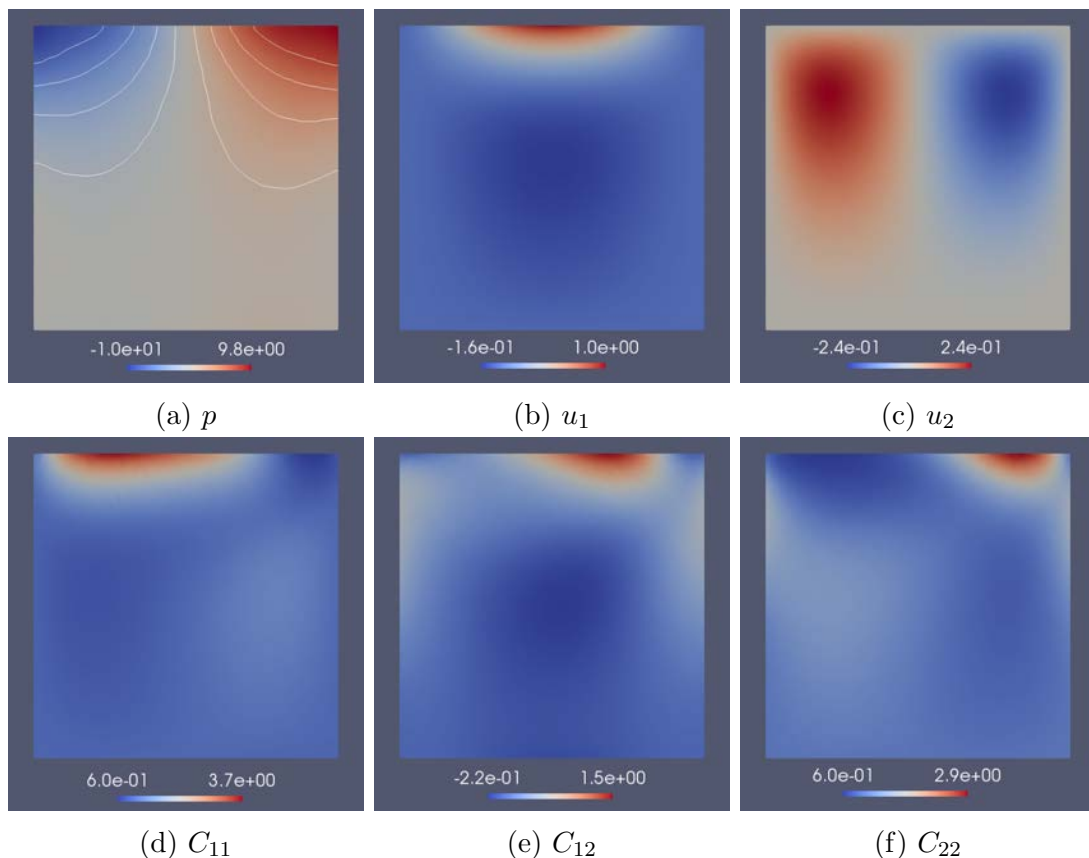 -1.0e+01 9.8e+00
-1.6e-01 1.0e+00
-2.4e-01 2.4e-01
(a) p
(b) u₁
(c) u₂
6.0e-01 3.7e+00
-2.2e-01 1.5e+00
6.0e-01 2.9e+00
(d) C₁₁
(e) C₁₂
(f) C₂₂